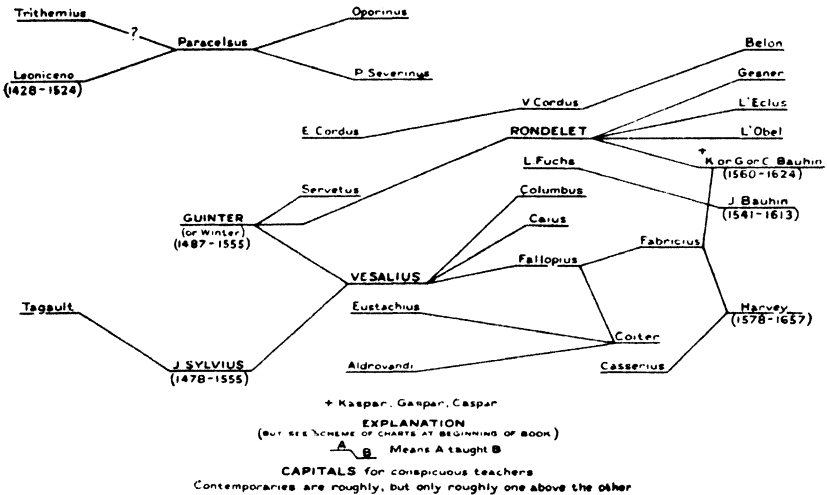 Trithemius
?
Paracelsus
Oporinus
Leoniceno
(1428-1524)
P. Severinus
Belon
Gesner
V. Cordus
L'Eclus
E. Cordus
RONDELET
L'Obel
+
K or G or C. Bauhin
(1560-1624)
L. Fuchs
Servetus
Columbus
J. Bauhin
(1541-1613)
GUINTER
(or Winter)
(1487-1555)
Caius
Fabricius
Fallopius
VESALIUS
Tagault
Eustachius
Harvey
(1578-1657)
Coiter
J. SYLVIUS
(1478-1555)
Aldrovandi
Casserius
+ Kaspar, Gaspar, Caspar
EXPLANATION
(BUT SEE SCHEME OF CHARTS AT BEGINNING OF BOOK)
A B Means A taught B
CAPITALS for conspicuous teachers
Contemporaries are roughly, but only roughly one above the other